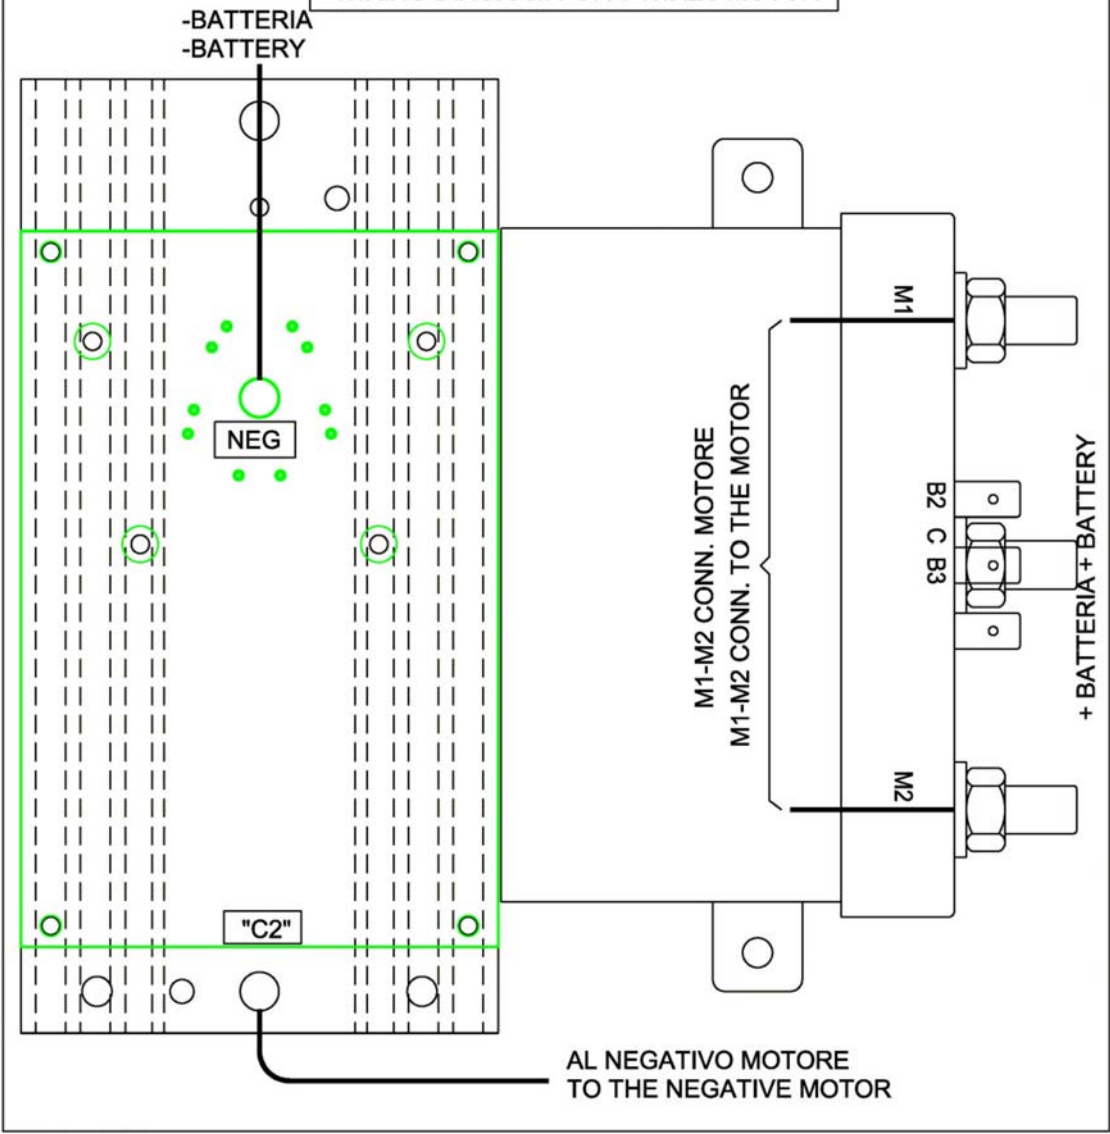 -BATTERIA
-BATTERY
NEG
M1
M1-M2 CONN. MOTORE
M1-M2 CONN. TO THE MOTOR
B2
C
B3
+ BATTERIA + BATTERY
M2
"C2"
AL NEGATIVO MOTORE
TO THE NEGATIVE MOTOR